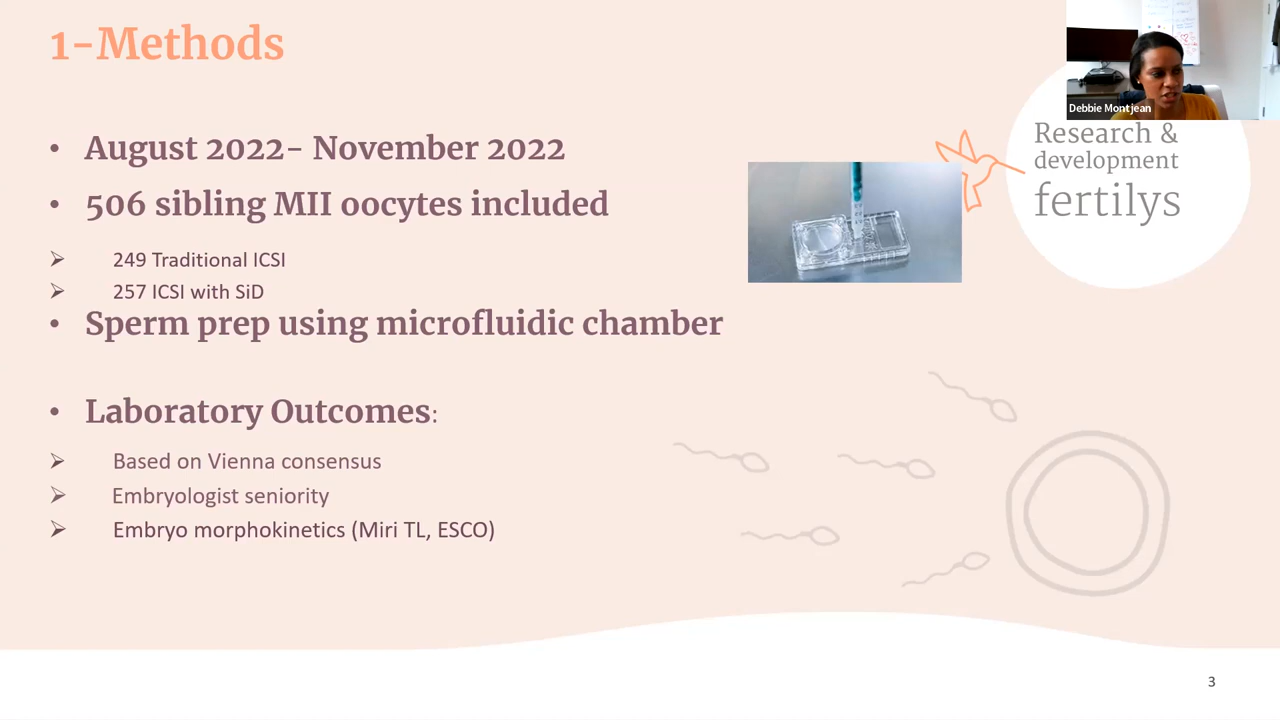 1-Methods
Debbie Montjean
• August 2022- November 2022
Research &
development
fertilys
• 506 sibling MII oocytes included
➢ 249 Traditional ICSI
➢ 257 ICSI with SiD
• Sperm prep using microfluidic chamber
• Laboratory Outcomes:
➢ Based on Vienna consensus
➢ Embryologist seniority
➢ Embryo morphokinetics (Miri TL, ESCO)
3